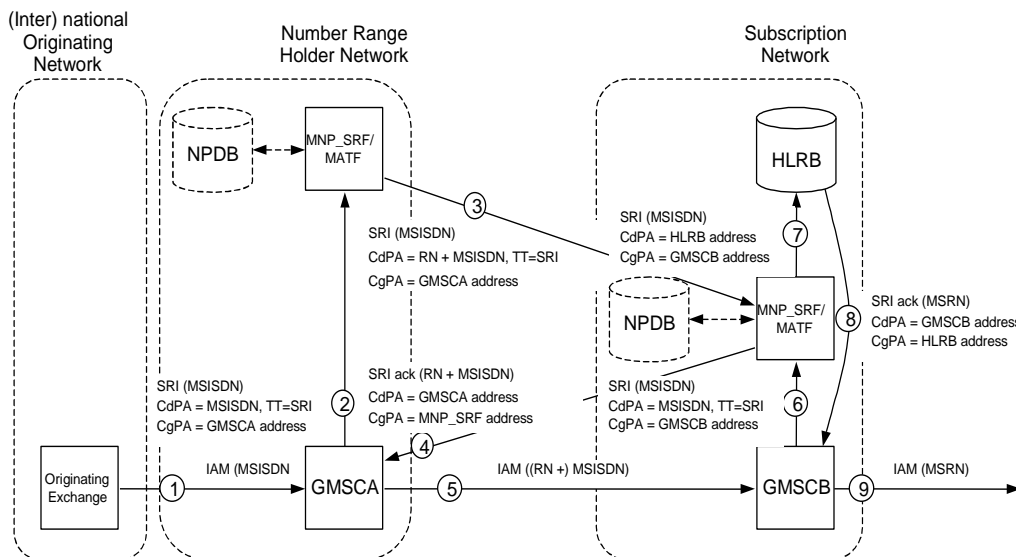 (Inter) national
Originating
Network
Number Range
Holder Network
Subscription
Network
NPDB
MNP_SRF/
MATF
HLRB
3
SRI (MSISDN)
CdPA = RN + MSISDN, TT=SRI
CgPA = GMSCA address
SRI (MSISDN)
CdPA = HLRB address
CgPA = GMSCB address
7
NPDB
MNP_SRF/
MATF
8
SRI ack (MSRN)
CdPA = GMSCB address
CgPA = HLRB address
SRI (MSISDN)
CdPA = MSISDN, TT=SRI
CgPA = GMSCA address
2
SRI ack (RN + MSISDN)
CdPA = GMSCA address
CgPA = MNP_SRF address
4
SRI (MSISDN)
CdPA = MSISDN, TT=SRI
CgPA = GMSCB address
6
Originating
Exchange
1
IAM (MSISDN
GMSCA
5
IAM ((RN +) MSISDN)
GMSCB
9
IAM (MSRN)